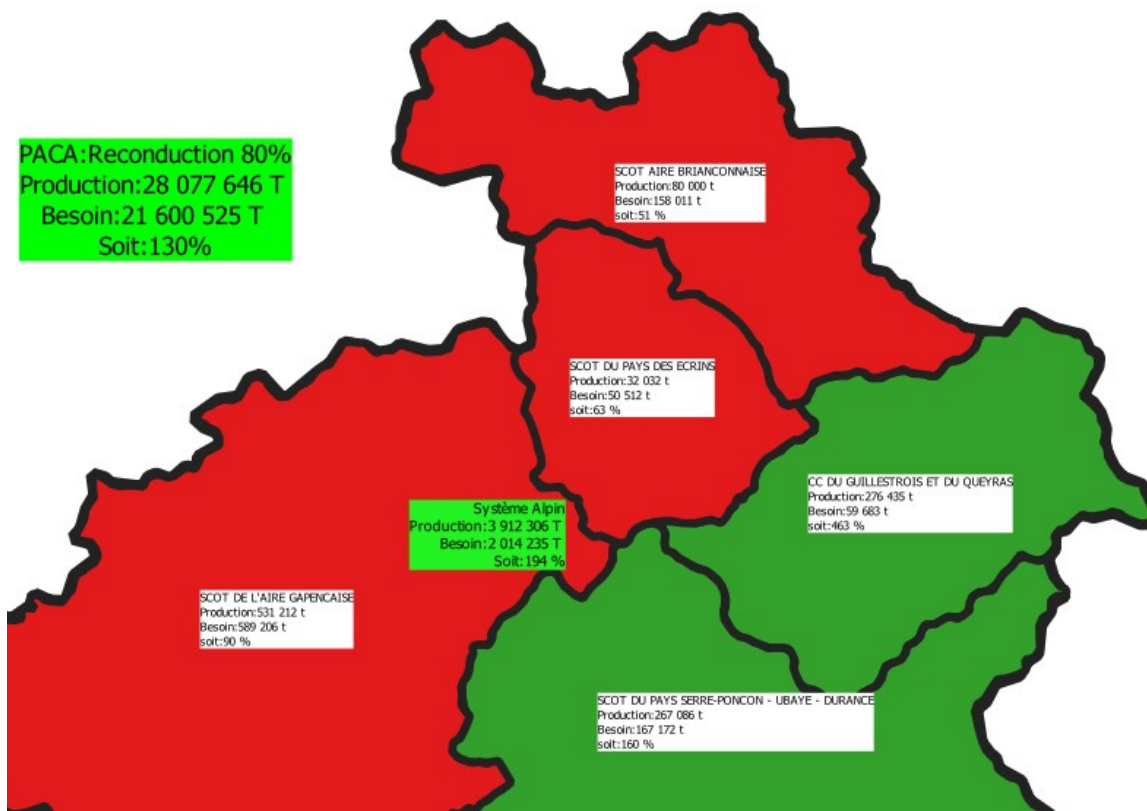 PACA:Reconduction 80%
Production:28 077 646 T
Besoin:21 600 525 T
Soit:130%
SCOT AIRE BRIANCONNAISE
Production:80 000 t
Besoin:158 011 t
soit:51 %
SCOT DU PAYS DES ECRINS
Production:32 032 t
Besoin:50 512 t
soit:63 %
CC DU GUILLESTROIS ET DU QUEYRAS
Production:276 435 t
Besoin:59 683 t
soit:463 %
Système Alpin
Production:3 912 306 T
Besoin:2 014 235 T
Soit:194 %
SCOT DE L'AIRE GAPENCAISE
Production:531 212 t
Besoin:589 206 t
soit:90 %
SCOT DU PAYS SERRE-PONCON - UBAYE - DURANCE
Production:267 086 t
Besoin:167 172 t
soit:160 %